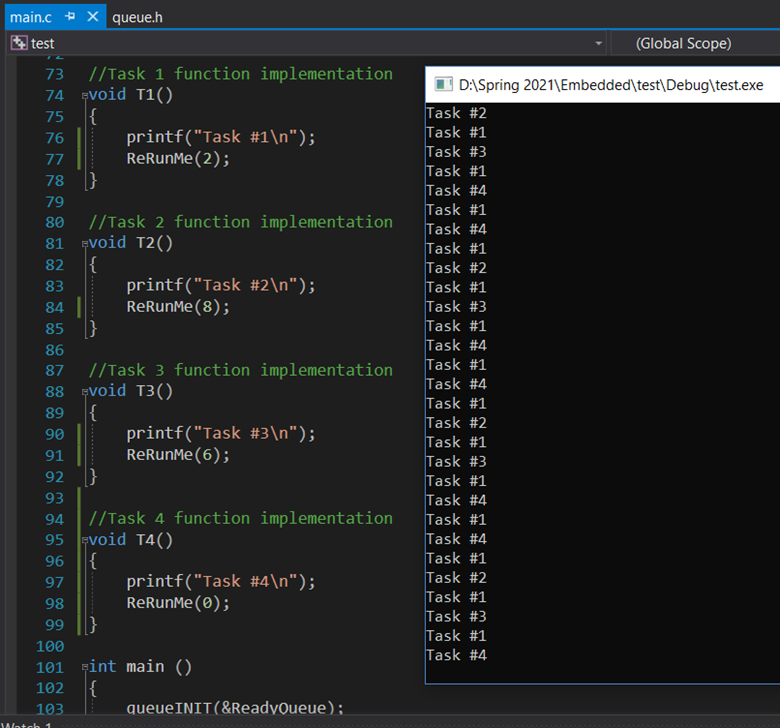 main.c
queue.h
test
(Global Scope)
72
73 //Task 1 function implementation
74 void T1()
75 {
76 printf("Task #1\n");
77 ReRunMe(2);
78 }
79
80 //Task 2 function implementation
81 void T2()
82 {
83 printf("Task #2\n");
84 ReRunMe(8);
85 }
86
87 //Task 3 function implementation
88 void T3()
89 {
90 printf("Task #3\n");
91 ReRunMe(6);
92 }
93
94 //Task 4 function implementation
95 void T4()
96 {
97 printf("Task #4\n");
98 ReRunMe(0);
99 }
100
101 int main ()
102 {
103 queueINIT(&ReadyQueue);
Watch 1
D:\Spring 2021\Embedded\test\Debug\test.exe
Task #2
Task #1
Task #3
Task #1
Task #4
Task #1
Task #4
Task #1
Task #2
Task #1
Task #3
Task #1
Task #4
Task #1
Task #4
Task #1
Task #2
Task #1
Task #3
Task #1
Task #4
Task #1
Task #4
Task #1
Task #2
Task #1
Task #3
Task #1
Task #4